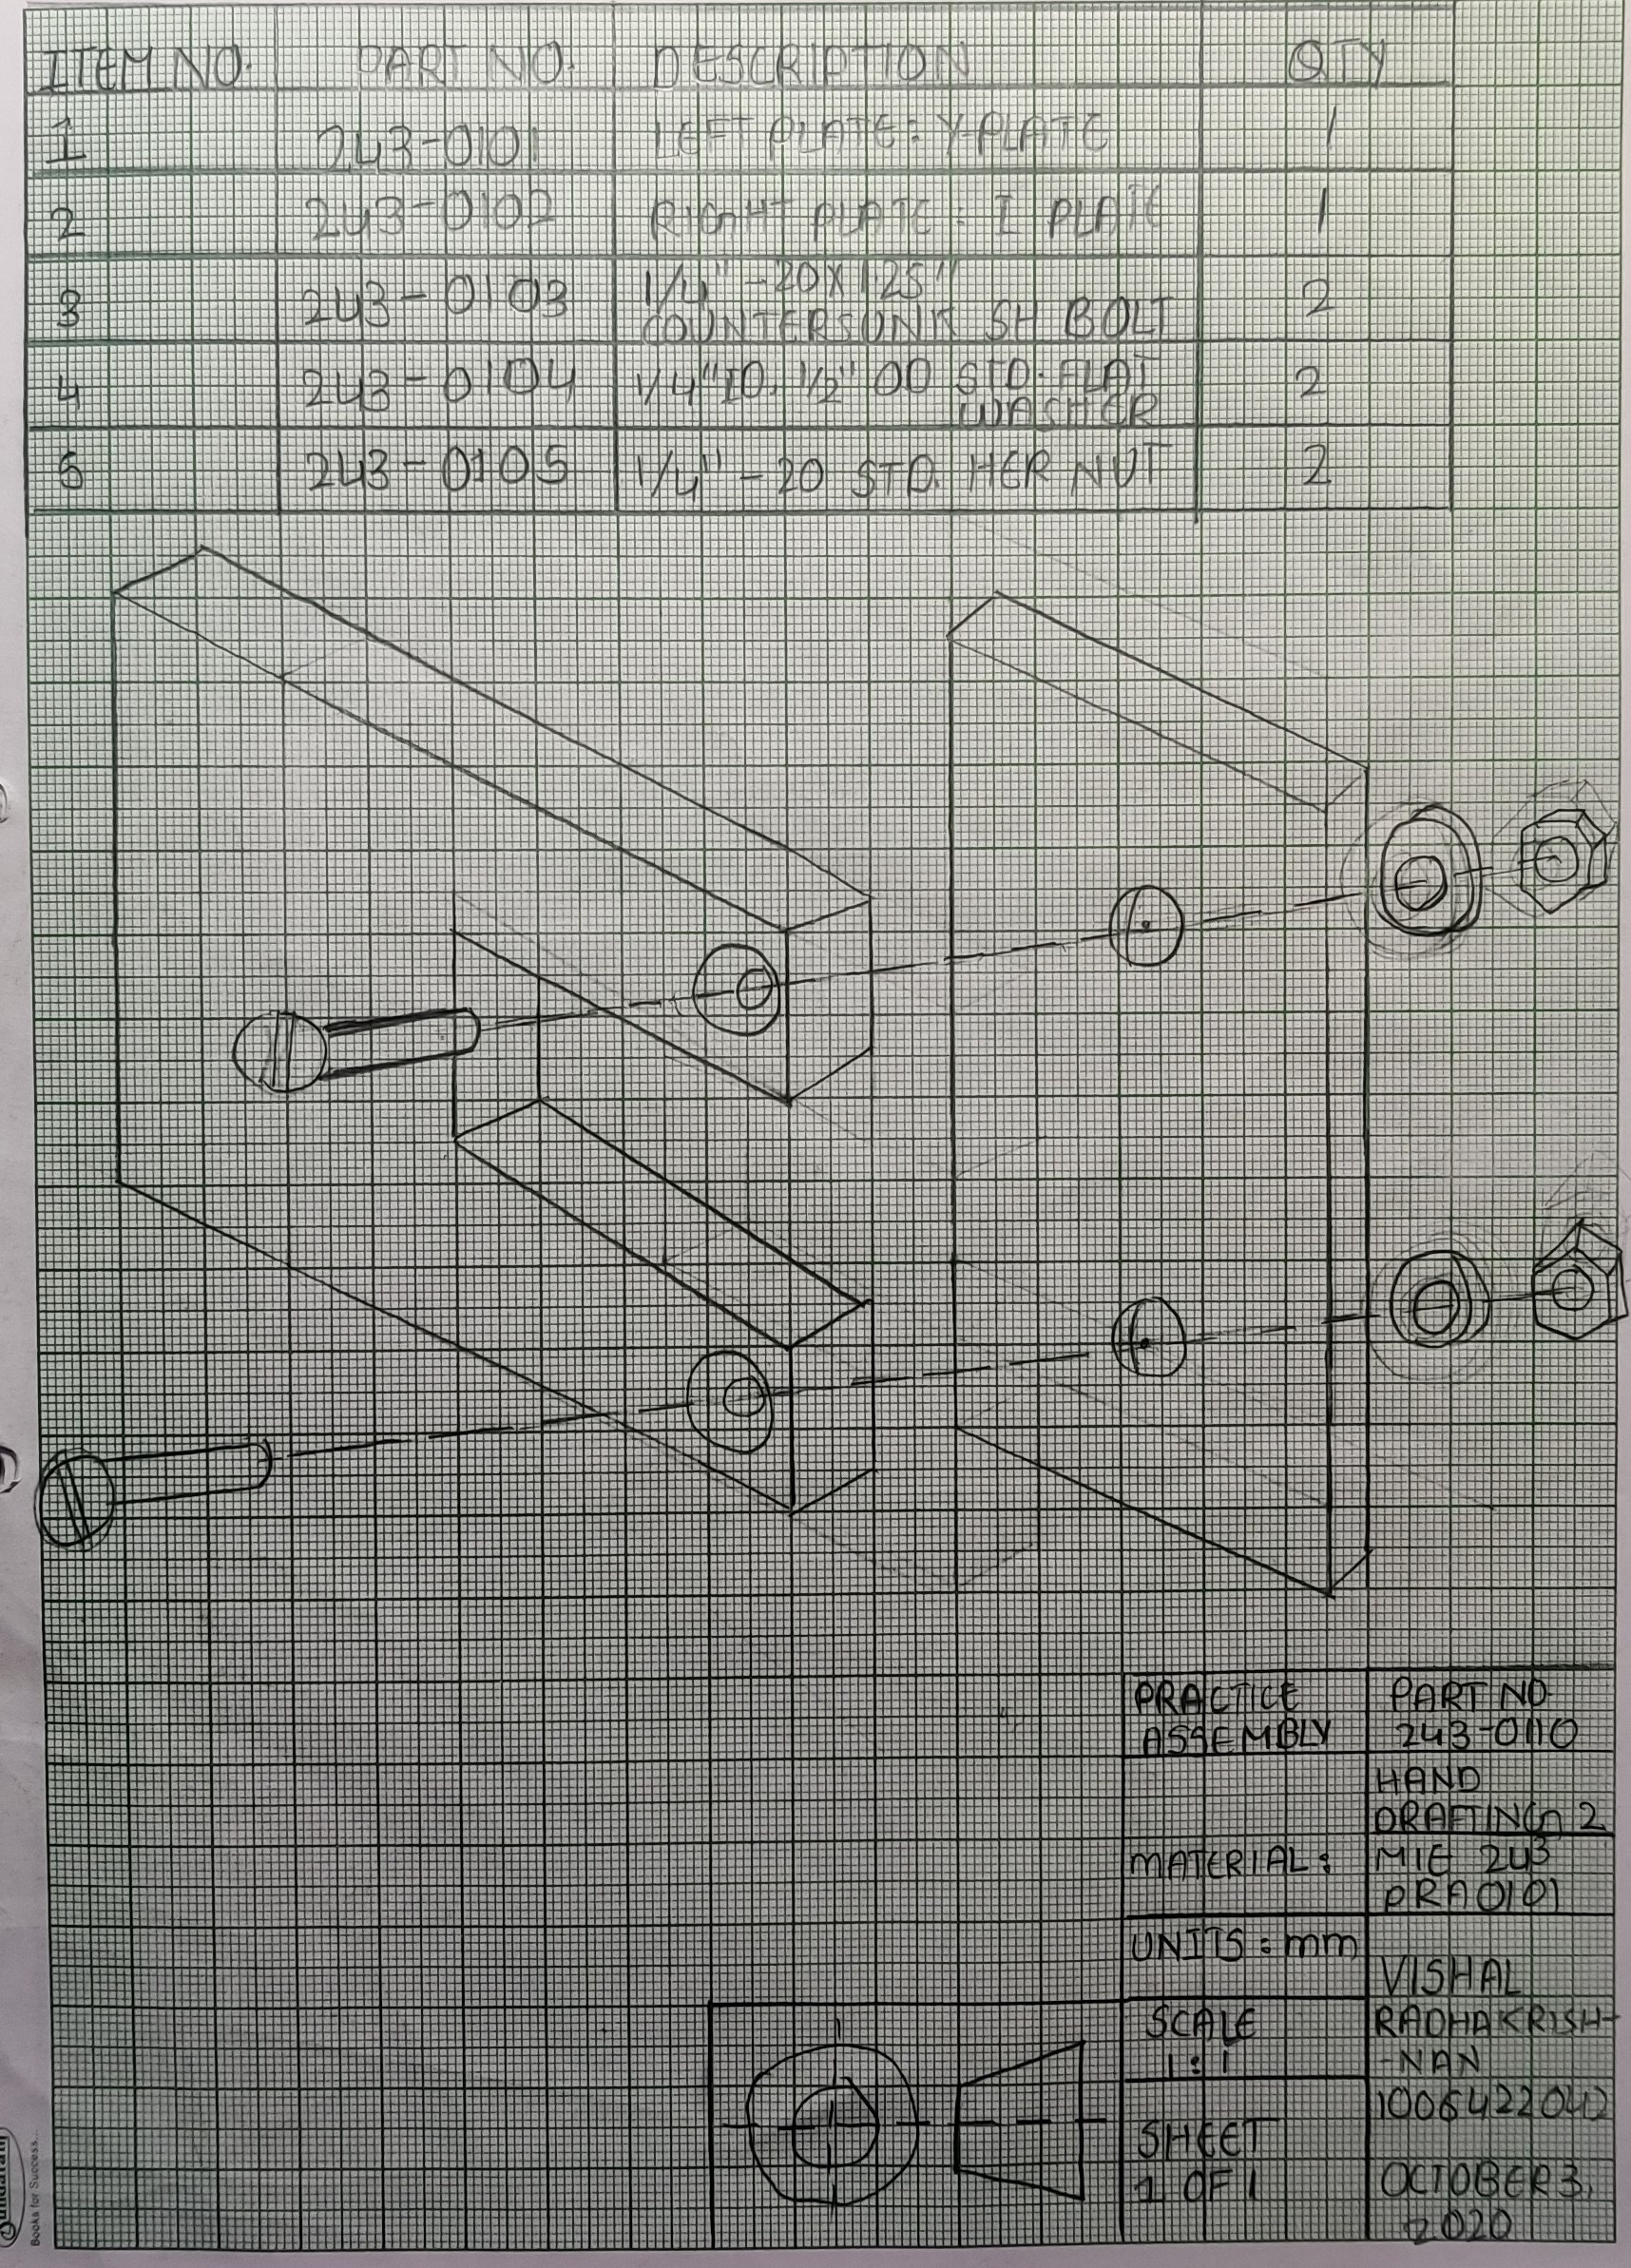 ITEM NO. PART NO. DESCRIPTION QTY
1 243-0101 LEFT PLATE: Y-PLATE 1
2 243-0102 RIGHT PLATE: I PLATE 1
3 243-0103 1/4" -20 X 1.25" 2
COUNTERSUNK SH BOLT
4 243-0104 1/4" ID, 1/2" OD STD. FLAT 2
WASHER
5 243-0105 1/4" -20 STD. HER NUT 2
PRACTICE
ASSEMBLY
PART NO.
243-0110
HAND
DRAFTING 2
MATERIAL:
MIE 243
PRA0101
UNITS: mm
VISHAL
RADHAKRISH-
-NAN
SCALE
1:1
1006422042
SHEET
1 OF 1
OCTOBER 3,
2020
Books for Success...